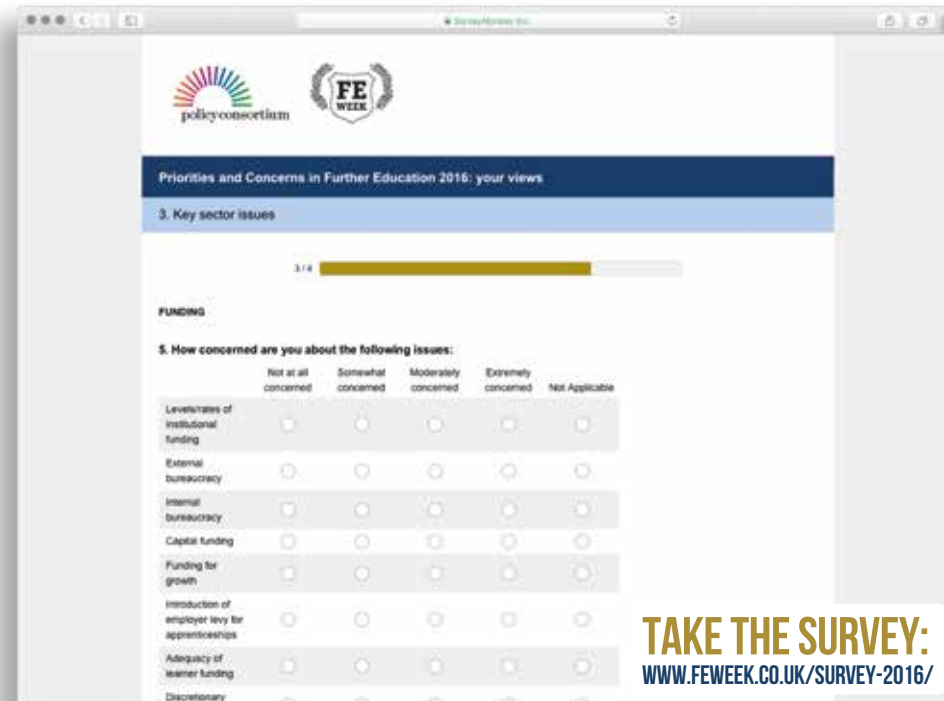 SurveyMonkey Inc.
policyconsortium
FE
WEEK
Priorities and Concerns in Further Education 2016: your views
3. Key sector issues
3 / 4
FUNDING
5. How concerned are you about the following issues:
Not at all concerned
Somewhat concerned
Moderately concerned
Extremely concerned
Not Applicable
Levels/rates of
institutional
funding
External
bureaucracy
Internal
bureaucracy
Capital funding
Funding for
growth
Introduction of
employer levy for
apprenticeships
Adequacy of
learner funding
Discretionary
TAKE THE SURVEY:
WWW.FEWEEK.CO.UK/SURVEY-2016/